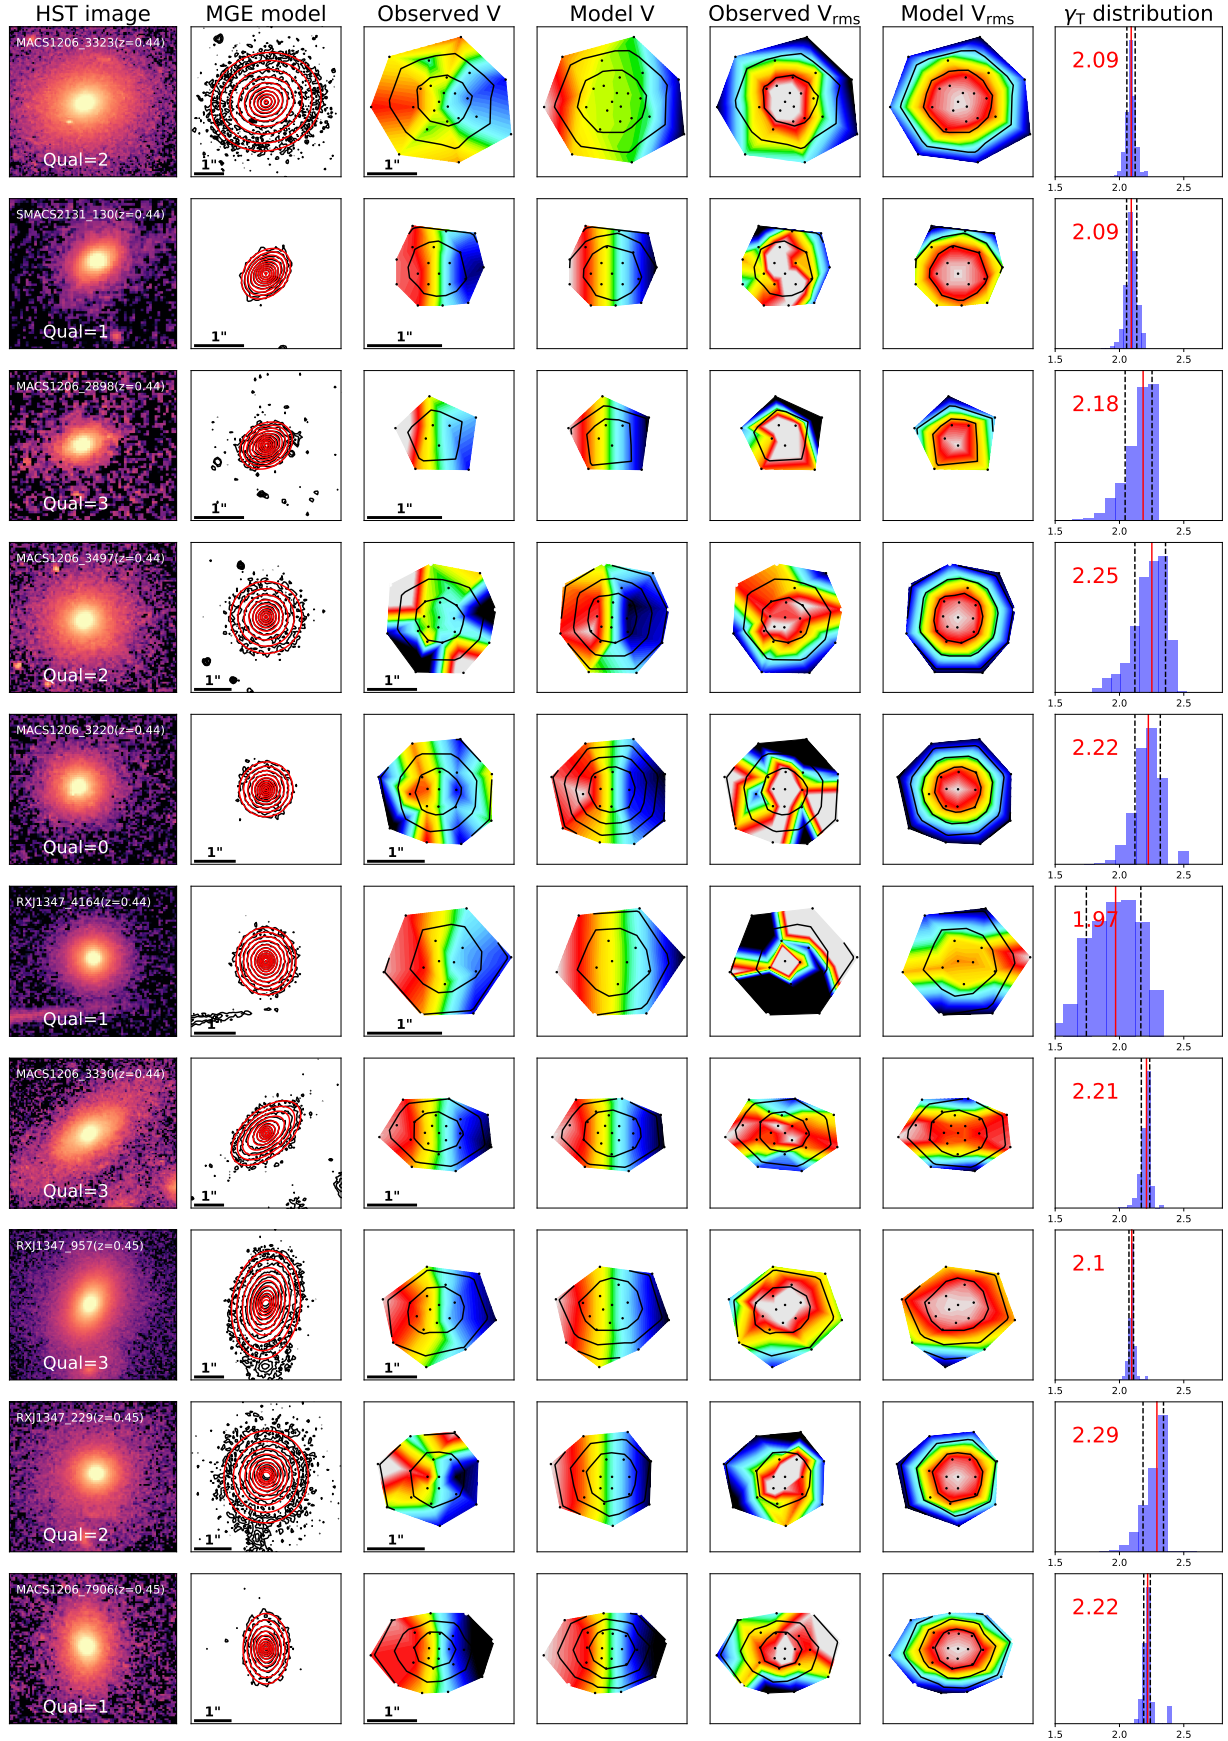 HST image MGE model Observed V Model V Observed Vrms Model Vrms γT distribution
MACS1206_3323(z=0.44)
2.09
Qual=2
1" 1"
1.5 2.0 2.5
SMACS2131_130(z=0.44)
2.09
Qual=1
1" 1"
1.5 2.0 2.5
MACS1206_2898(z=0.44)
2.18
Qual=3
1" 1"
1.5 2.0 2.5
MACS1206_3497(z=0.44)
2.25
Qual=2
1" 1"
1.5 2.0 2.5
MACS1206_3220(z=0.44)
2.22
Qual=0
1" 1"
1.5 2.0 2.5
RXJ1347_4164(z=0.44)
1.97
Qual=1
1" 1"
1.5 2.0 2.5
MACS1206_3330(z=0.44)
2.21
Qual=3
1" 1"
1.5 2.0 2.5
RXJ1347_957(z=0.45)
2.1
Qual=3
1" 1"
1.5 2.0 2.5
RXJ1347_229(z=0.45)
2.29
Qual=2
1" 1"
1.5 2.0 2.5
MACS1206_7906(z=0.45)
2.22
Qual=1
1" 1"
1.5 2.0 2.5